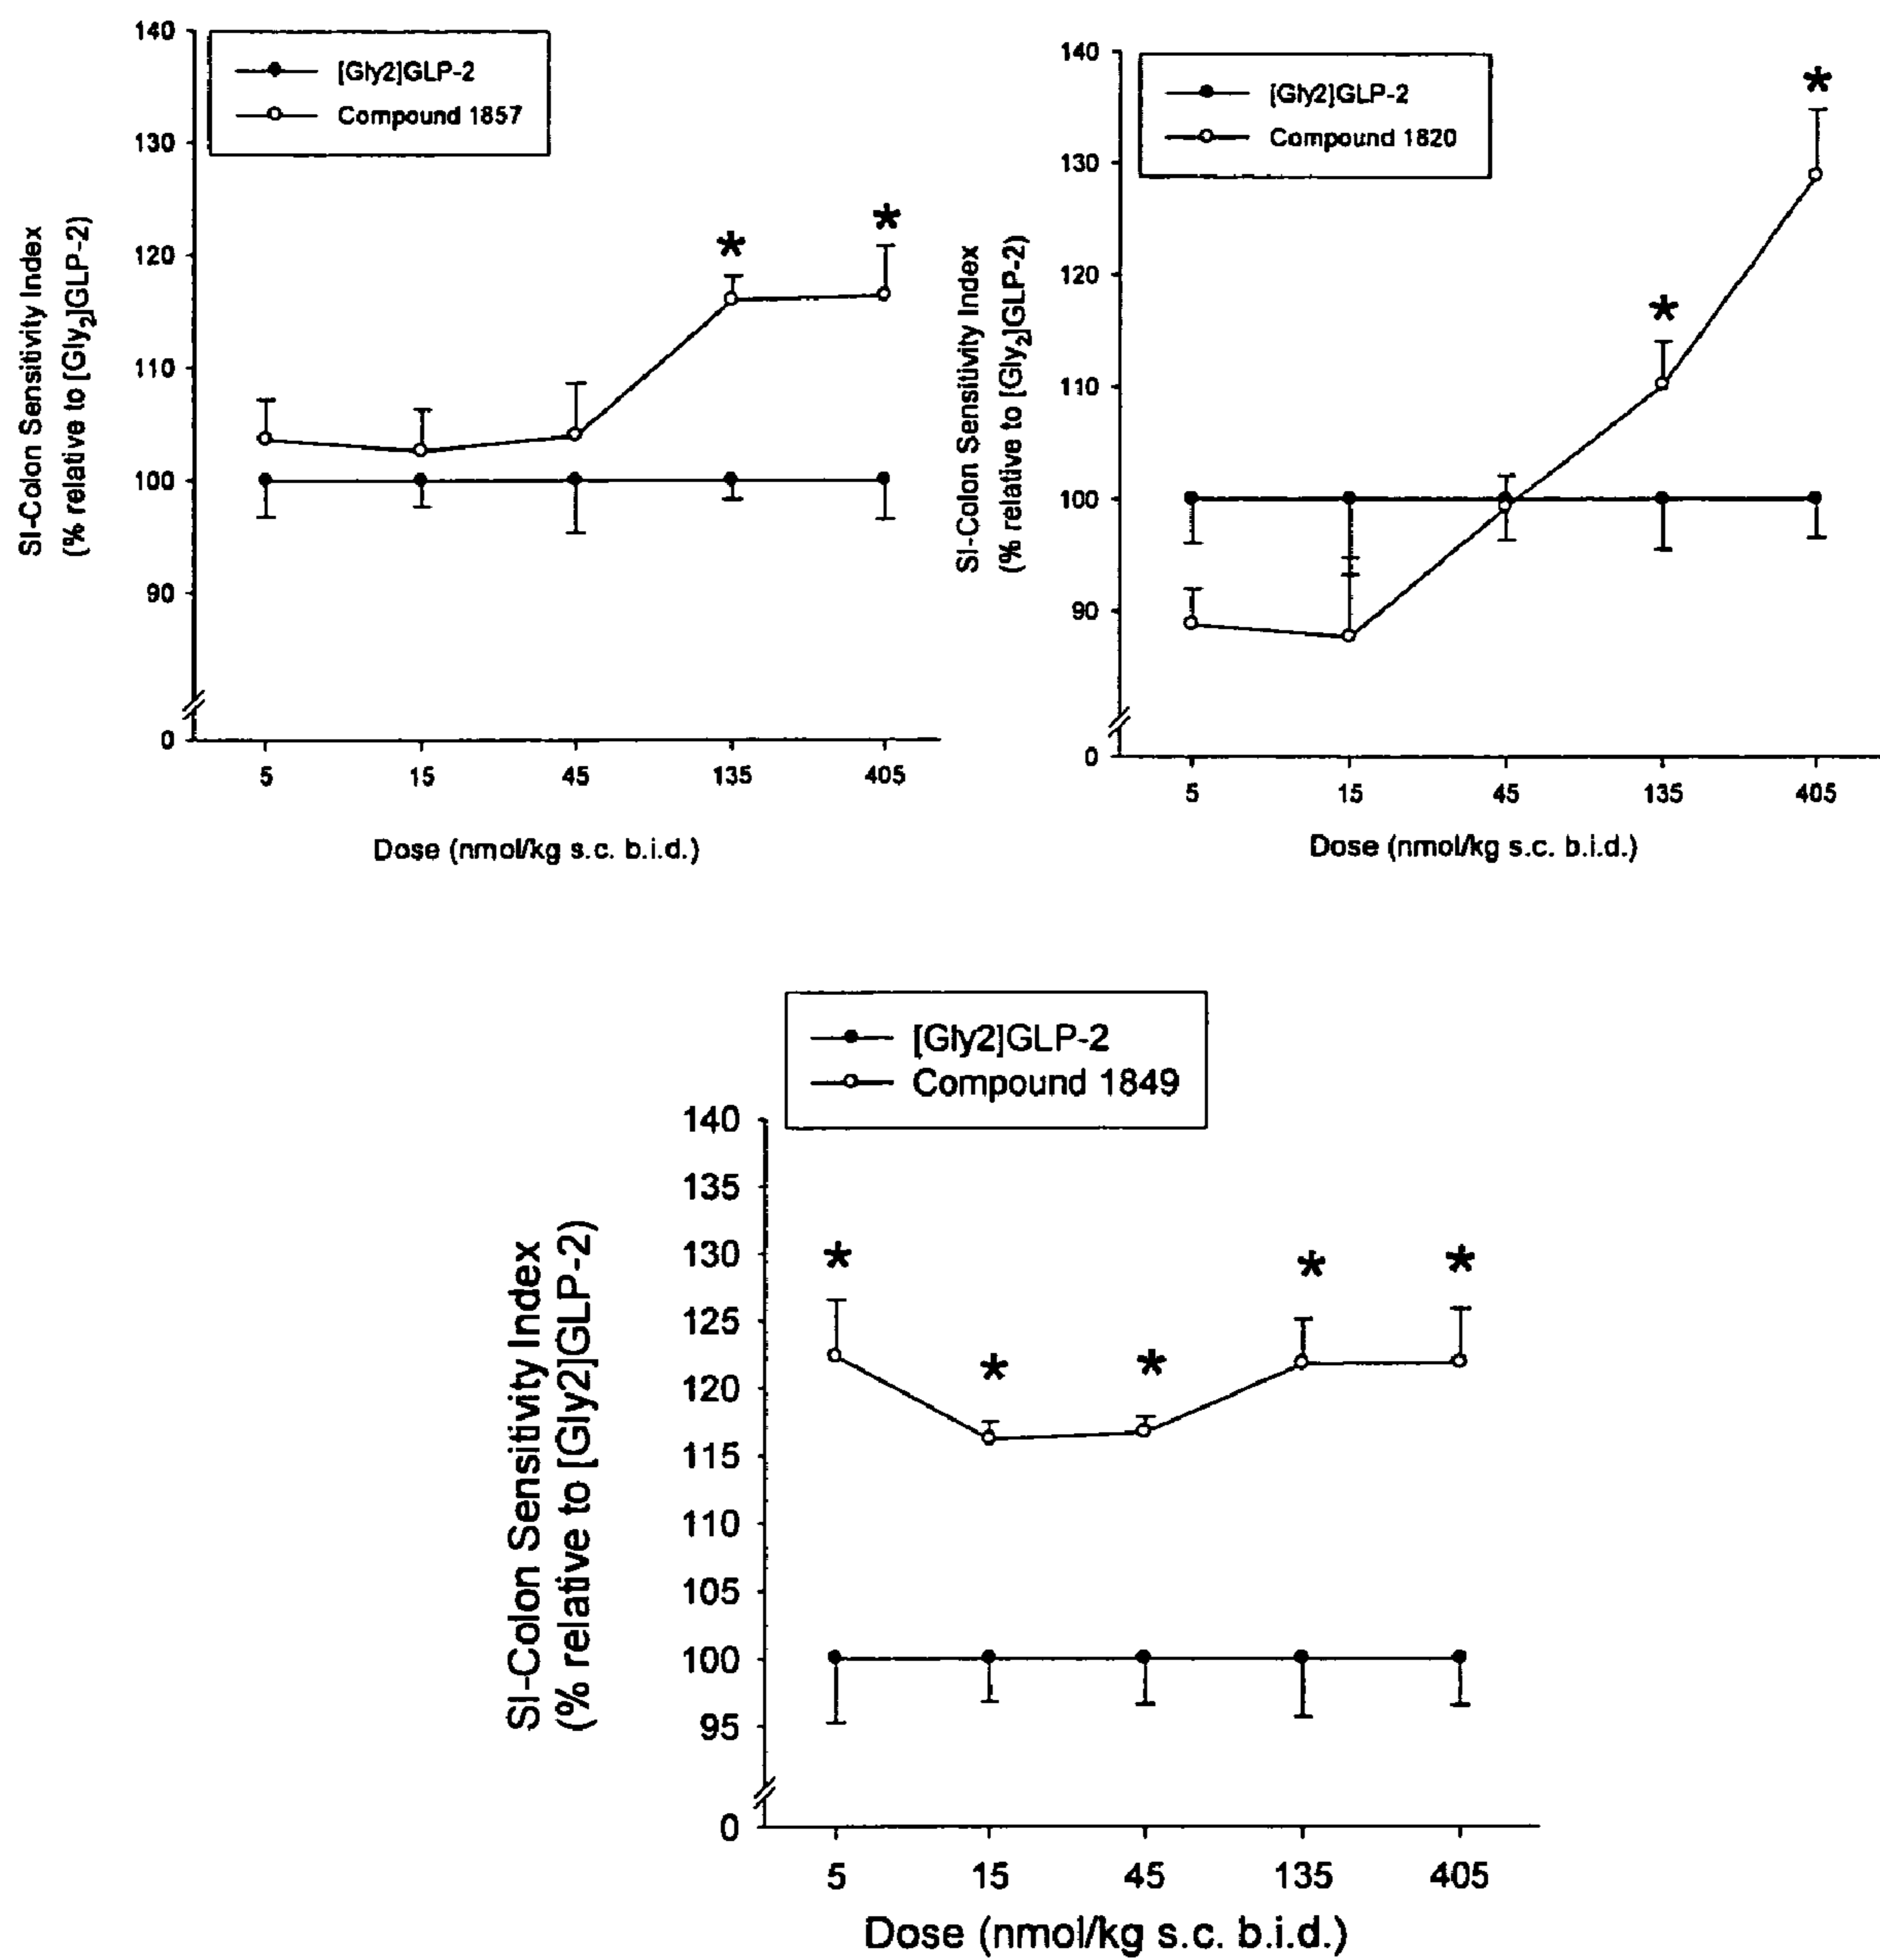 [Gly2]GLP-2
Compound 1857
SI-Colon Sensitivity Index
(% relative to [Gly2]GLP-2)
140
130
120
110
100
90
0
*
*
5 15 45 135 405
Dose (nmol/kg s.c. b.i.d.)
[Gly2]GLP-2
Compound 1820
SI-Colon Sensitivity Index
(% relative to [Gly2]GLP-2)
140
130
120
110
100
90
0
*
*
5 15 45 135 405
Dose (nmol/kg s.c. b.i.d.)
[Gly2]GLP-2
Compound 1849
SI-Colon Sensitivity Index
(% relative to [Gly2]GLP-2)
140
135
130
125
120
115
110
105
100
95
0
*
*
*
*
*
5 15 45 135 405
Dose (nmol/kg s.c. b.i.d.)